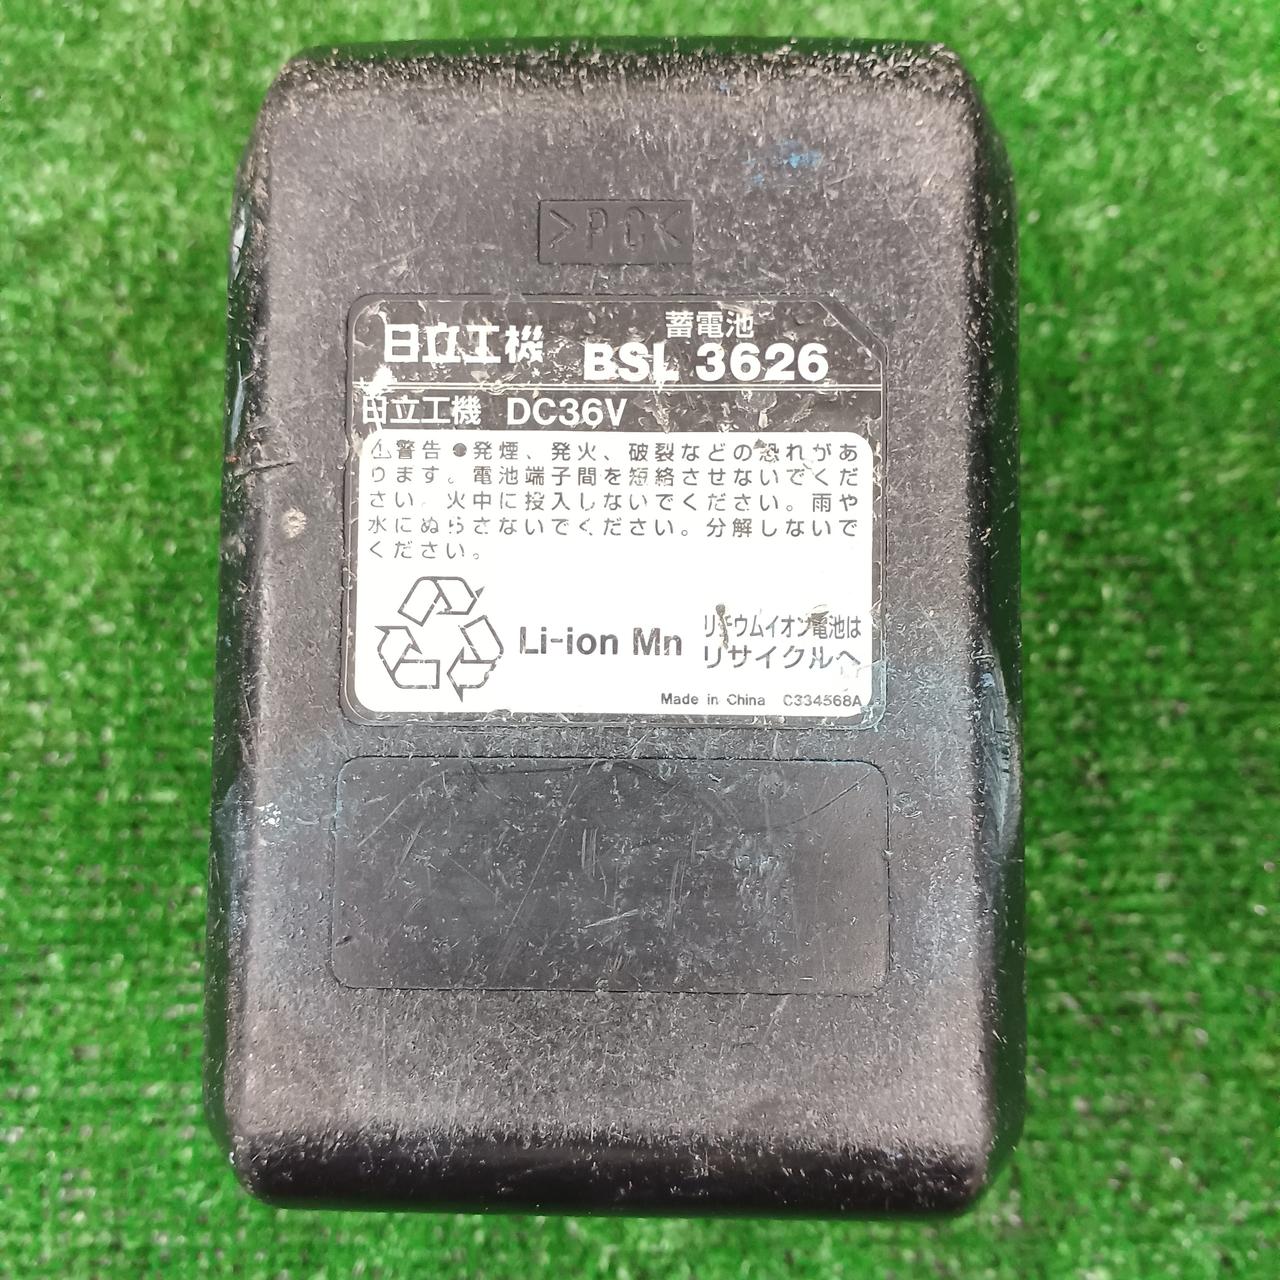 >PC<
日立工機
蓄電池
BSL 3626
日立工機 DC36V
⚠警告 ●発煙、発火、破裂などの恐れがあ
ります。電池端子間を短絡させないでくだ
さい。火中に投入しないでください。雨や
水にぬらさないでください。分解しないで
ください。
Li-ion Mn
リチウムイオン電池は
リサイクルへ
Made in China C334568A